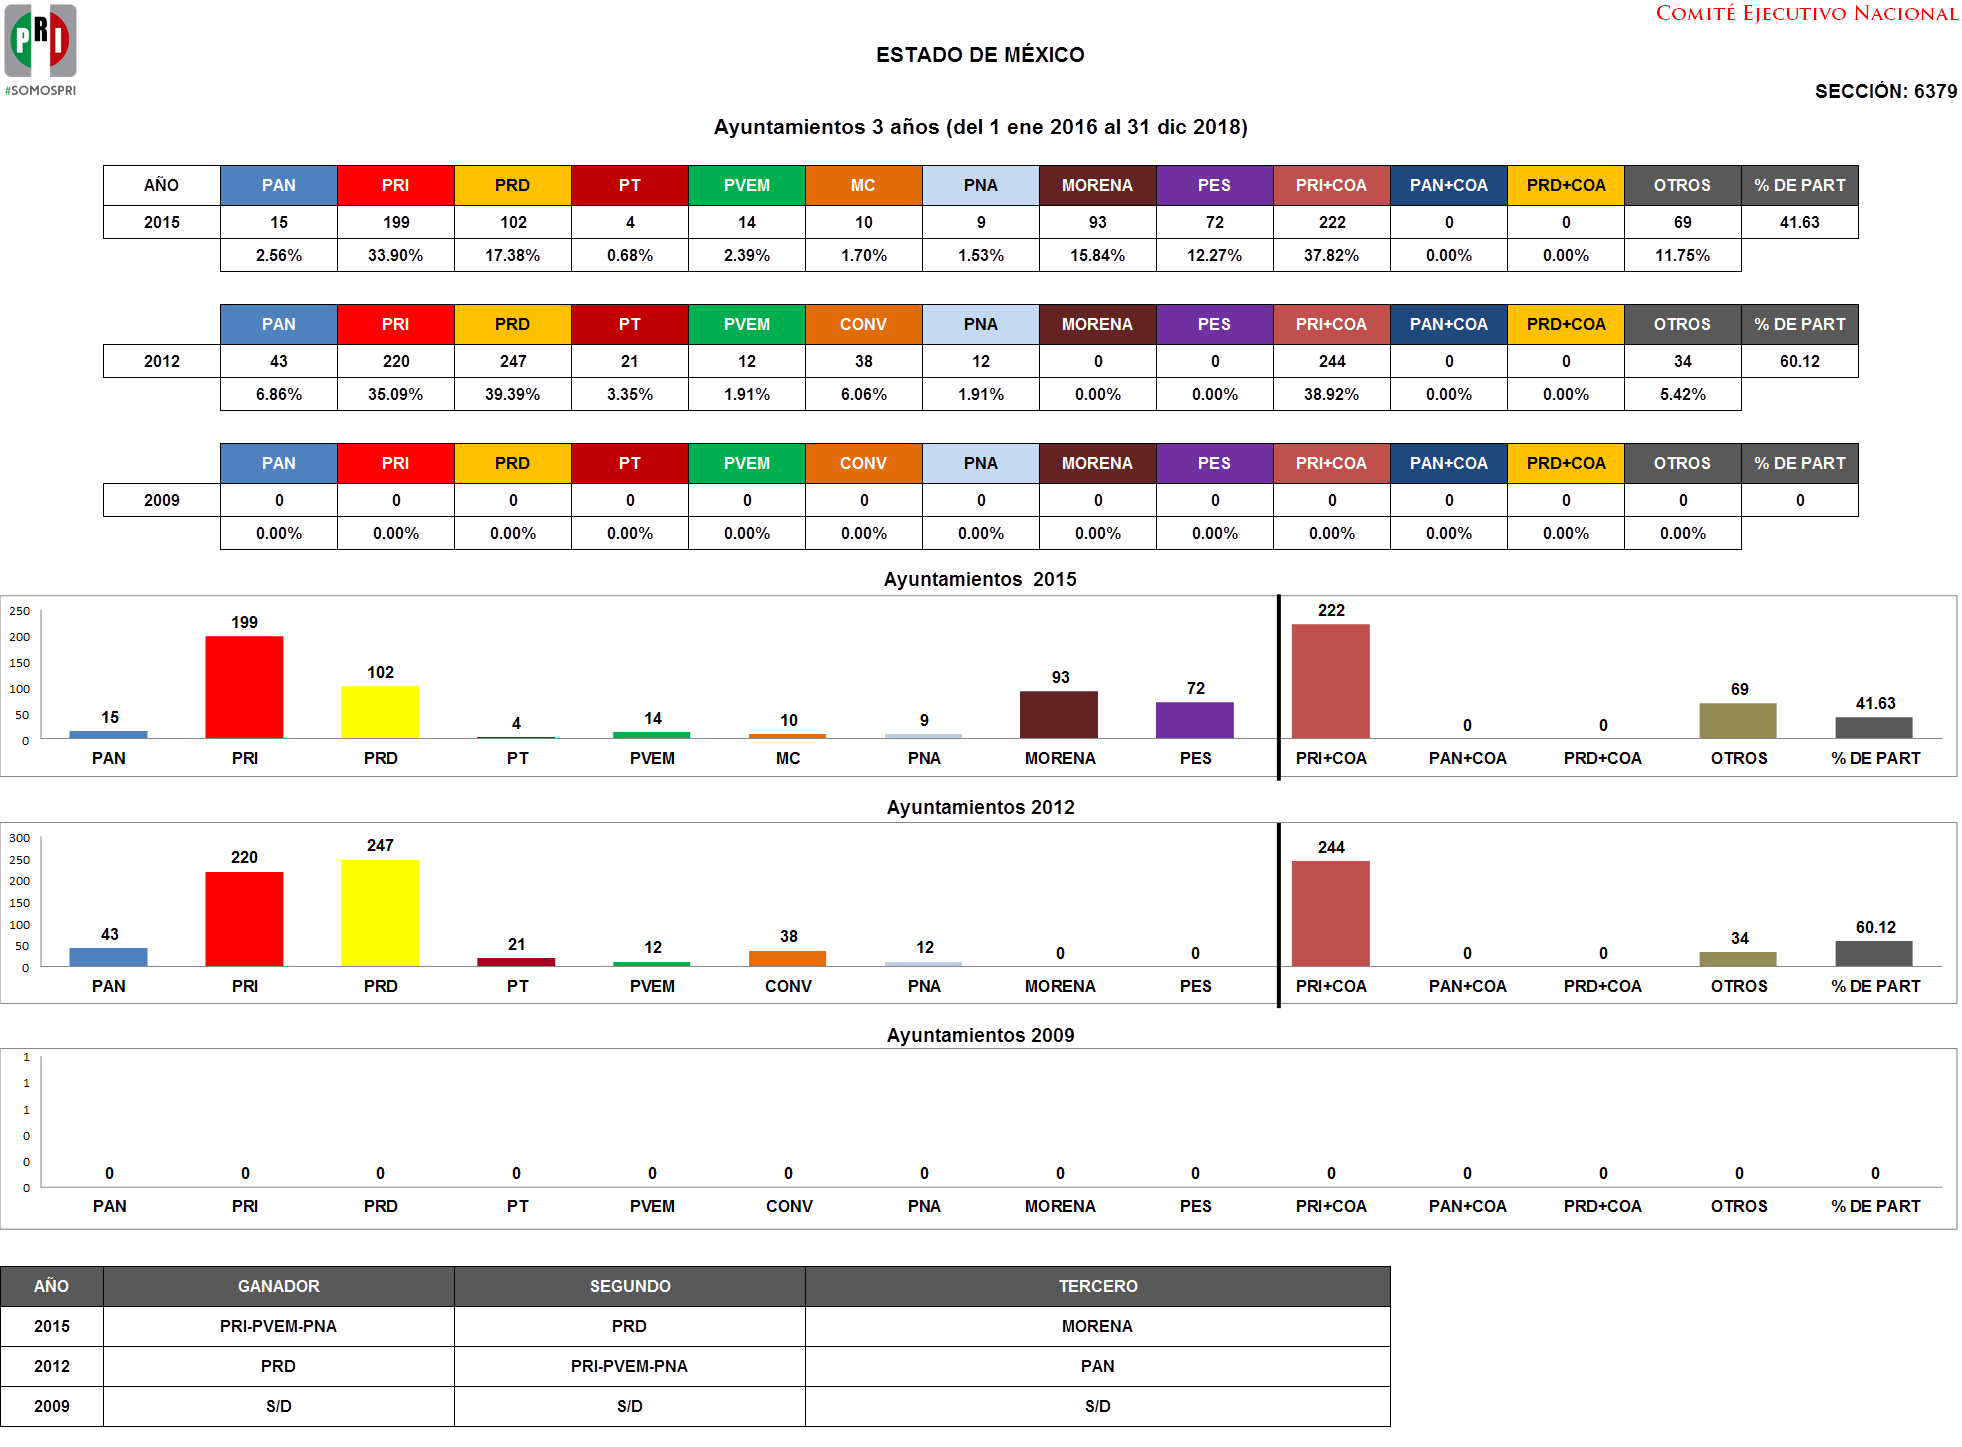 PRI
#SOMOSPRI
COMITÉ EJECUTIVO NACIONAL
ESTADO DE MÉXICO
SECCIÓN: 6379
Ayuntamientos 3 años (del 1 ene 2016 al 31 dic 2018)
AÑO PAN PRI PRD PT PVEM MC PNA MORENA PES PRI+COA PAN+COA PRD+COA OTROS % DE PART
2015 15 199 102 4 14 10 9 93 72 222 0 0 69 41.63
2.56% 33.90% 17.38% 0.68% 2.39% 1.70% 1.53% 15.84% 12.27% 37.82% 0.00% 0.00% 11.75%
PAN PRI PRD PT PVEM CONV PNA MORENA PES PRI+COA PAN+COA PRD+COA OTROS % DE PART
2012 43 220 247 21 12 38 12 0 0 244 0 0 34 60.12
6.86% 35.09% 39.39% 3.35% 1.91% 6.06% 1.91% 0.00% 0.00% 38.92% 0.00% 0.00% 5.42%
PAN PRI PRD PT PVEM CONV PNA MORENA PES PRI+COA PAN+COA PRD+COA OTROS % DE PART
2009 0 0 0 0 0 0 0 0 0 0 0 0 0 0
0.00% 0.00% 0.00% 0.00% 0.00% 0.00% 0.00% 0.00% 0.00% 0.00% 0.00% 0.00% 0.00%
Ayuntamientos 2015
250
200
150
100
50
0
15 199 102 4 14 10 9 93 72 222 0 0 69 41.63
PAN PRI PRD PT PVEM MC PNA MORENA PES PRI+COA PAN+COA PRD+COA OTROS % DE PART
Ayuntamientos 2012
300
250
200
150
100
50
0
43 220 247 21 12 38 12 0 0 244 0 0 34 60.12
PAN PRI PRD PT PVEM CONV PNA MORENA PES PRI+COA PAN+COA PRD+COA OTROS % DE PART
Ayuntamientos 2009
1
1
1
0
0
0
0 0 0 0 0 0 0 0 0 0 0 0 0 0
PAN PRI PRD PT PVEM CONV PNA MORENA PES PRI+COA PAN+COA PRD+COA OTROS % DE PART
AÑO GANADOR SEGUNDO TERCERO
2015 PRI-PVEM-PNA PRD MORENA
2012 PRD PRI-PVEM-PNA PAN
2009 S/D S/D S/D